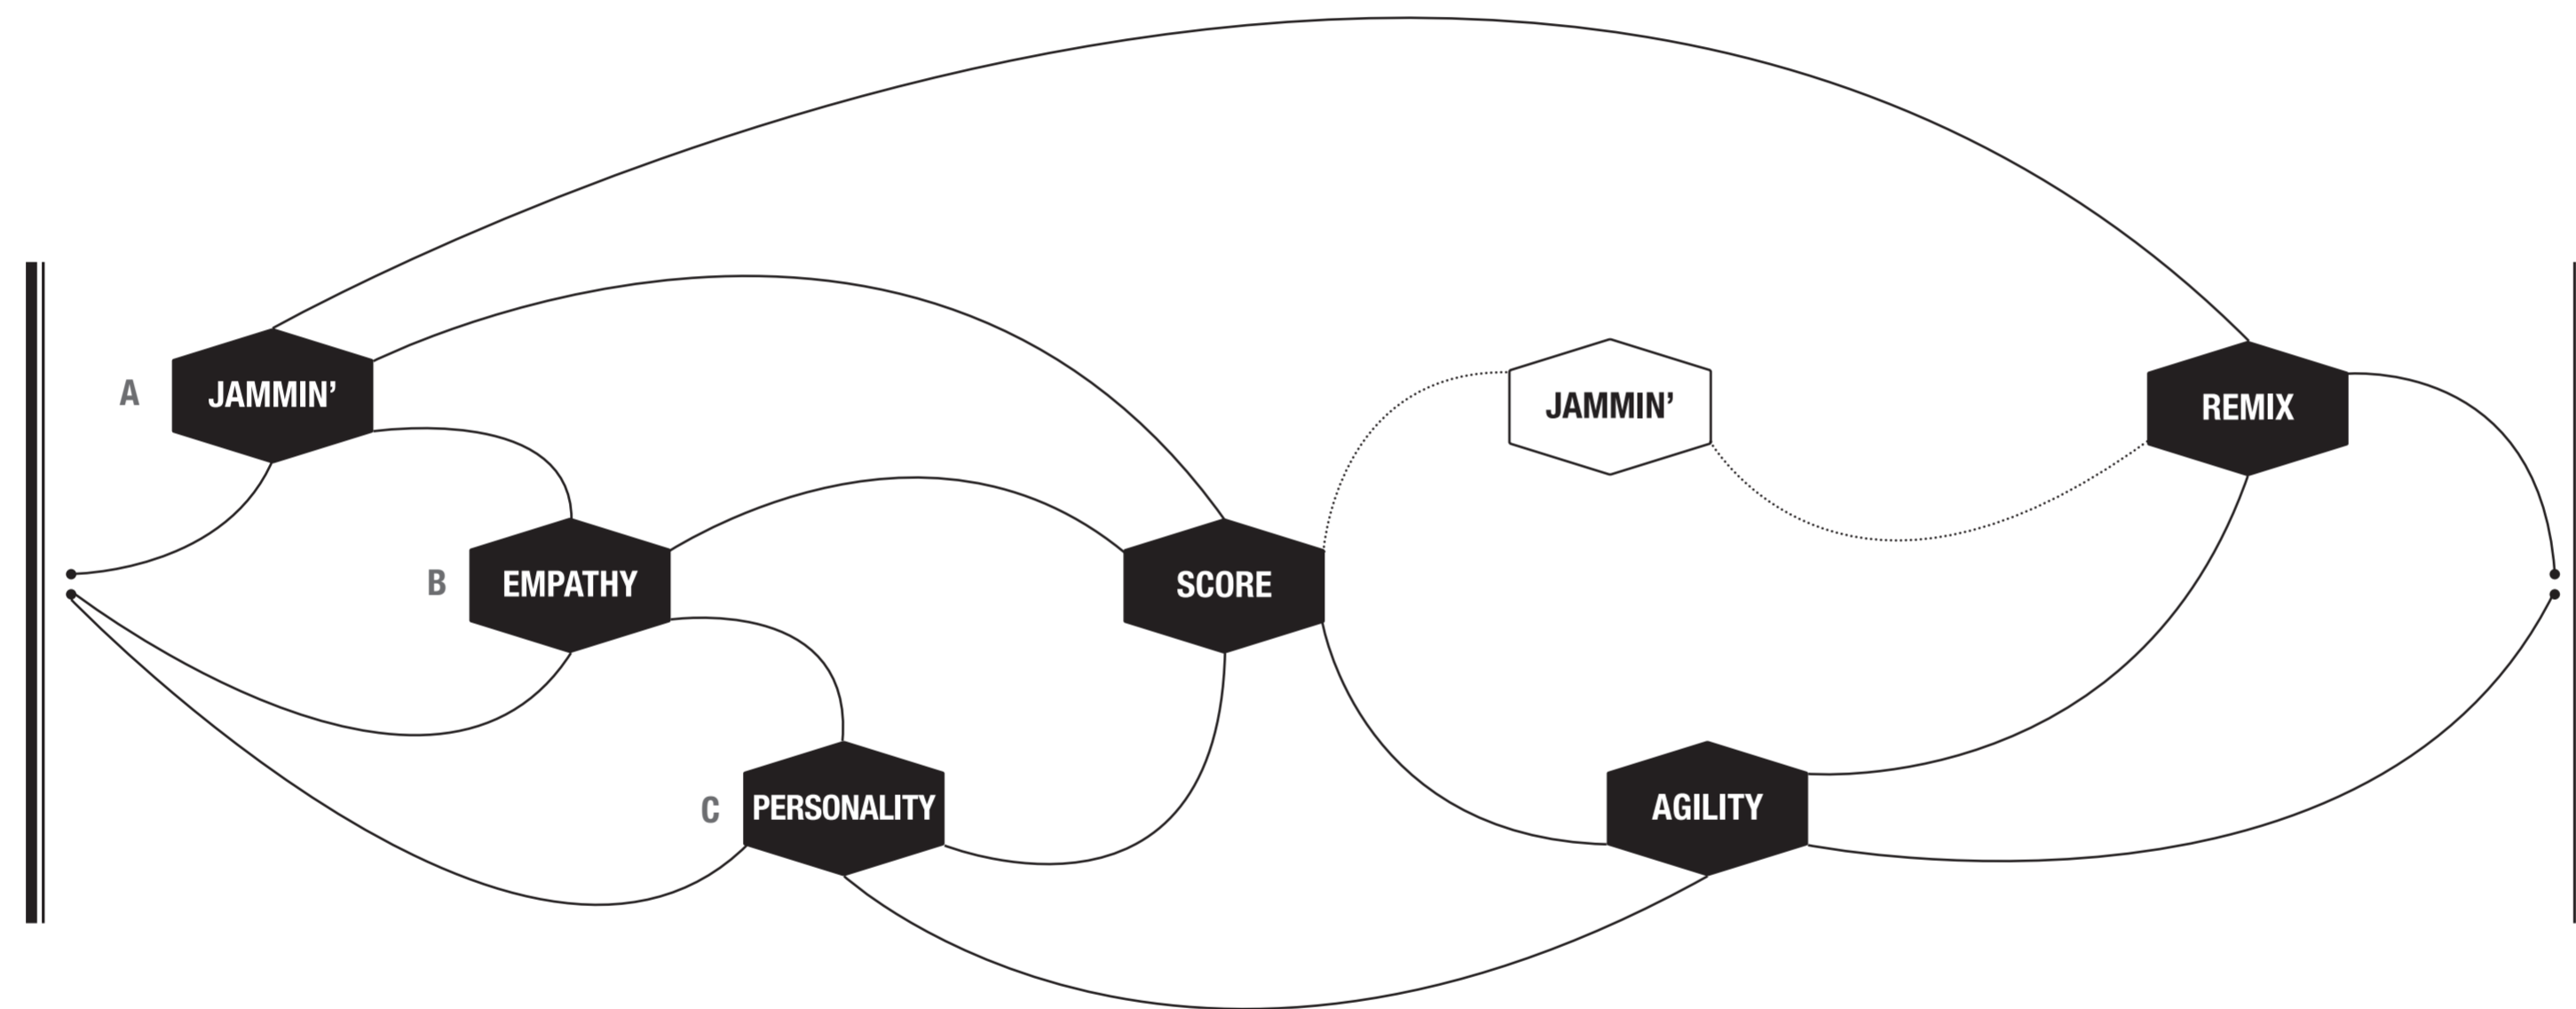 A
JAMMIN’
JAMMIN’
REMIX
B
EMPATHY
SCORE
C
PERSONALITY
AGILITY